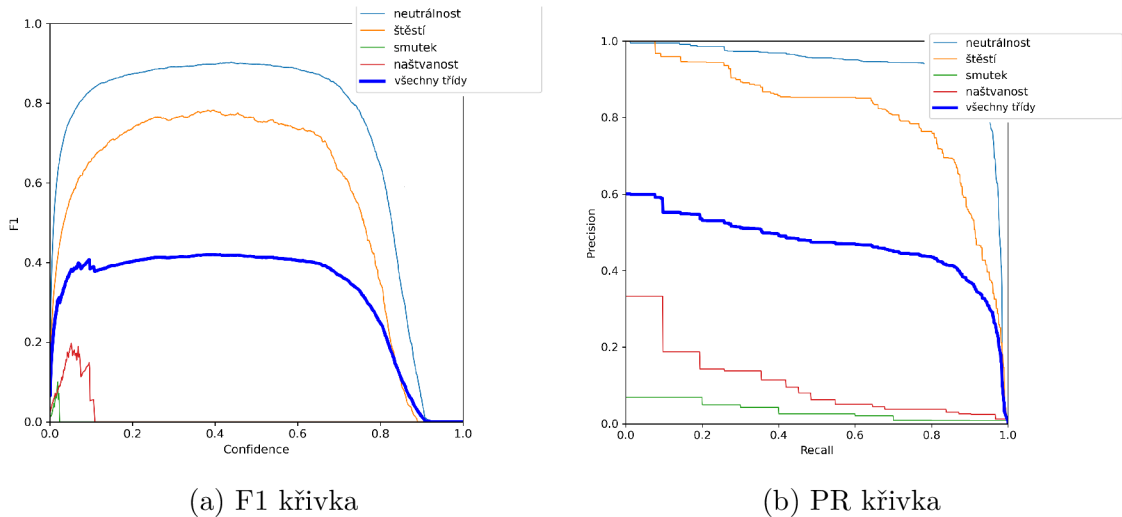 neutrálnost
štěstí
smutek
naštvanost
všechny třídy
1.0
0.8
0.6
0.4
0.2
0.0
F1
0.0 0.2 0.4 0.6 0.8 1.0
Confidence
(a) F1 křivka
neutrálnost
štěstí
smutek
naštvanost
všechny třídy
1.0
0.8
0.6
0.4
0.2
0.0
Precision
0.0 0.2 0.4 0.6 0.8 1.0
Recall
(b) PR křivka